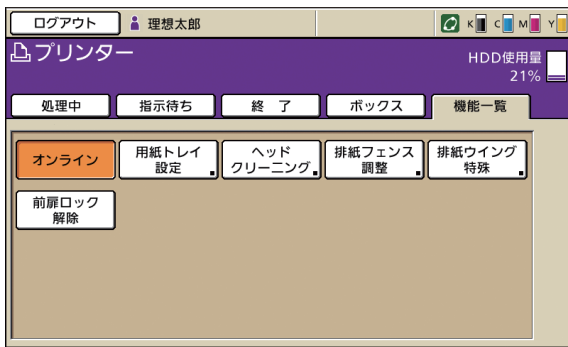 ログアウト
理想太郎
K C M Y
プリンター
HDD使用量
21%
処理中
指示待ち
終 了
ボックス
機能一覧
オンライン
用紙トレイ
設定
ヘッド
クリーニング
排紙フェンス
調整
排紙ウイング
特殊
前扉ロック
解除